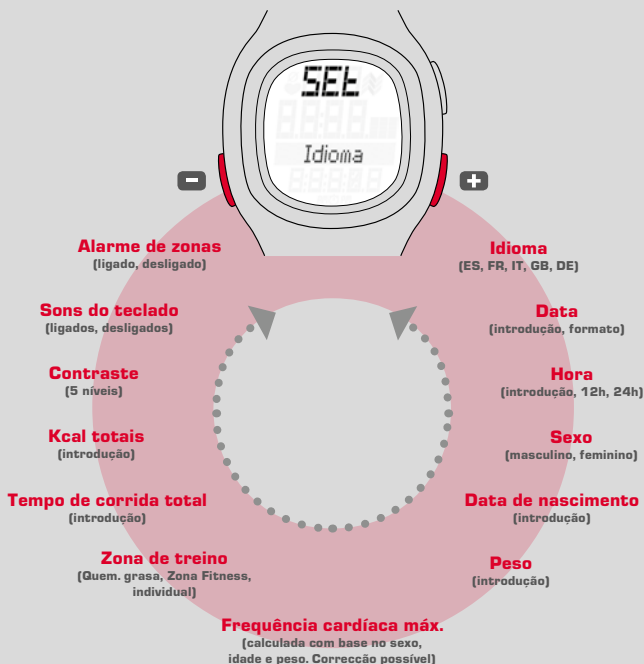 SEt
Idioma
-
+
Alarme de zonas
(ligado, desligado)
Sons do teclado
(ligados, desligados)
Contraste
(5 níveis)
Kcal totais
(introdução)
Tempo de corrida total
(introdução)
Zona de treino
(Quem. grasa, Zona Fitness,
individual)
Idioma
(ES, FR, IT, GB, DE)
Data
(introdução, formato)
Hora
(introdução, 12h, 24h)
Sexo
(masculino, feminino)
Data de nascimento
(introdução)
Peso
(introdução)
Frequência cardíaca máx.
(calculada com base no sexo,
idade e peso. Correcção possível)